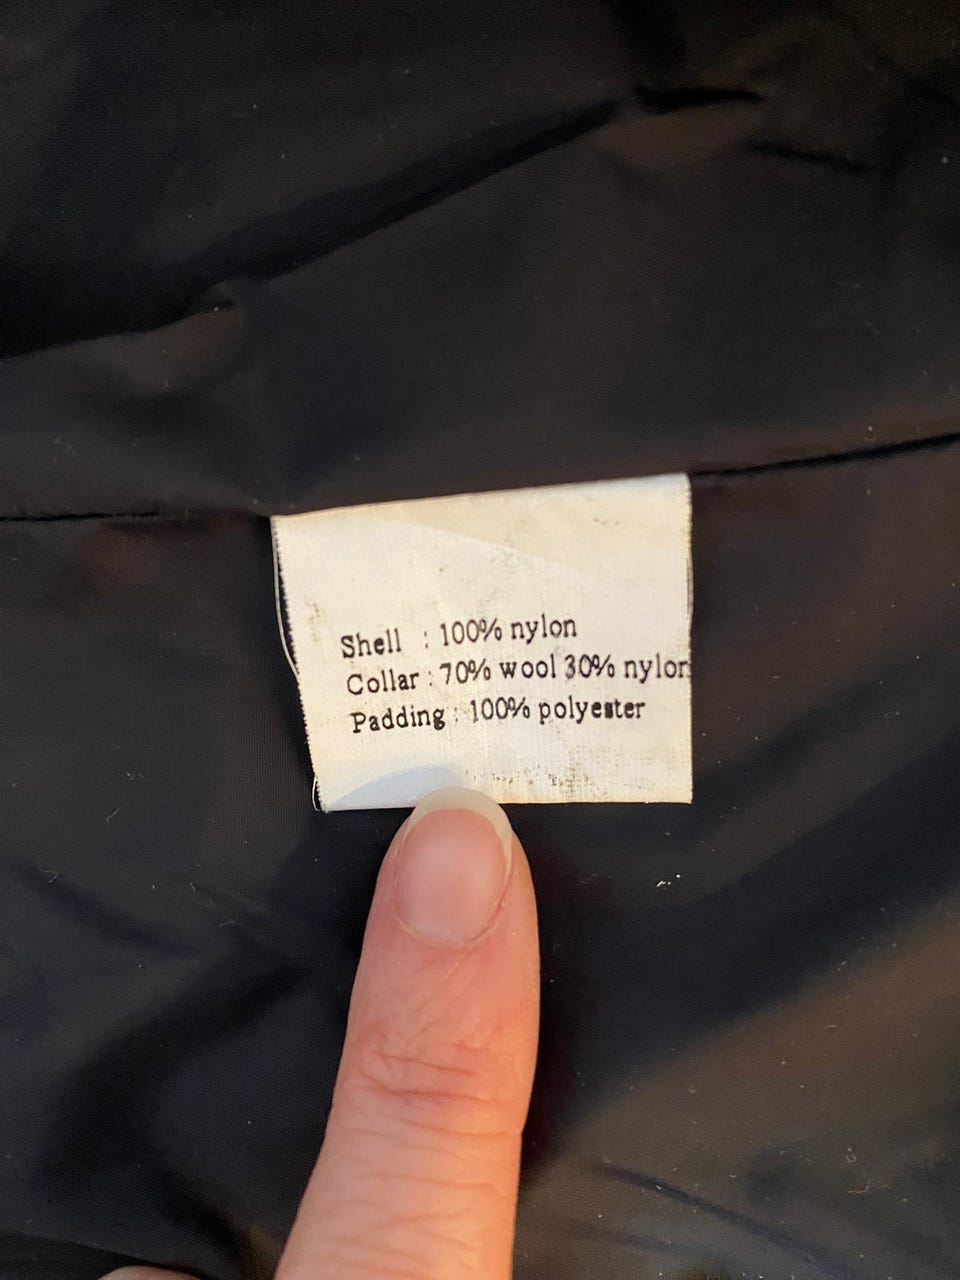 Shell : 100% nylon
Collar : 70% wool 30% nylon
Padding : 100% polyester